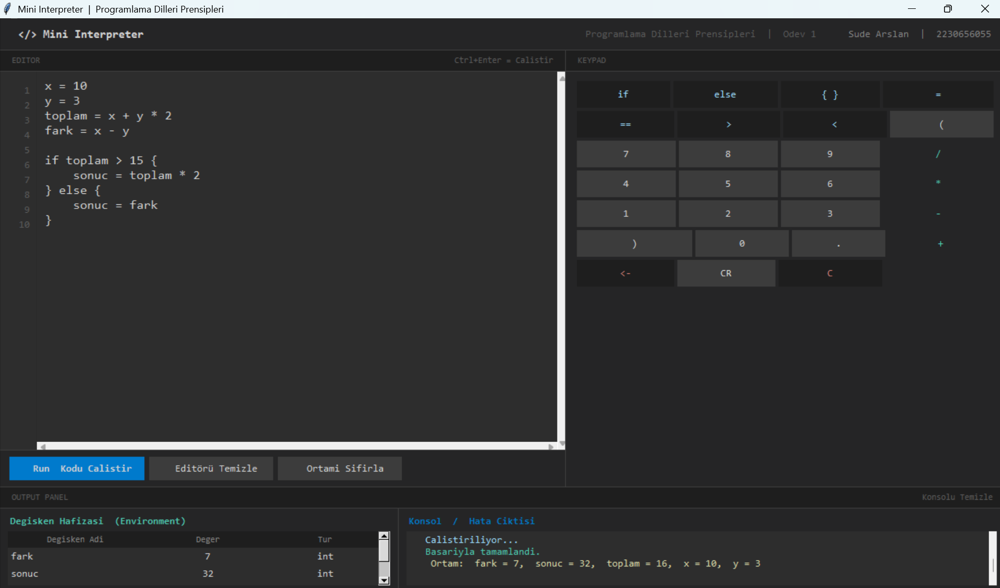 Mini Interpreter | Programlama Dilleri Prensipleri
</> Mini Interpreter
Programlama Dilleri Prensipleri | Odev 1 Sude Arslan | 2230656055
EDITOR
Ctrl+Enter = Calistir
KEYPAD
1 x = 10
2 y = 3
3 toplam = x + y * 2
4 fark = x - y
5
6 if toplam > 15 {
7     sonuc = toplam * 2
8 } else {
9     sonuc = fark
10 }
if else { } =
== > < (
7 8 9 /
4 5 6 *
1 2 3 -
) 0 . +
<- CR C
Run Kodu Calistir
Editörü Temizle
Ortami Sifirla
OUTPUT PANEL
Konsolu Temizle
Degisken Hafizasi (Environment)
Degisken Adi Deger Tur
fark 7 int
sonuc 32 int
Konsol / Hata Ciktisi
Calistiriliyor...
Basariyla tamamlandi.
Ortam: fark = 7, sonuc = 32, toplam = 16, x = 10, y = 3